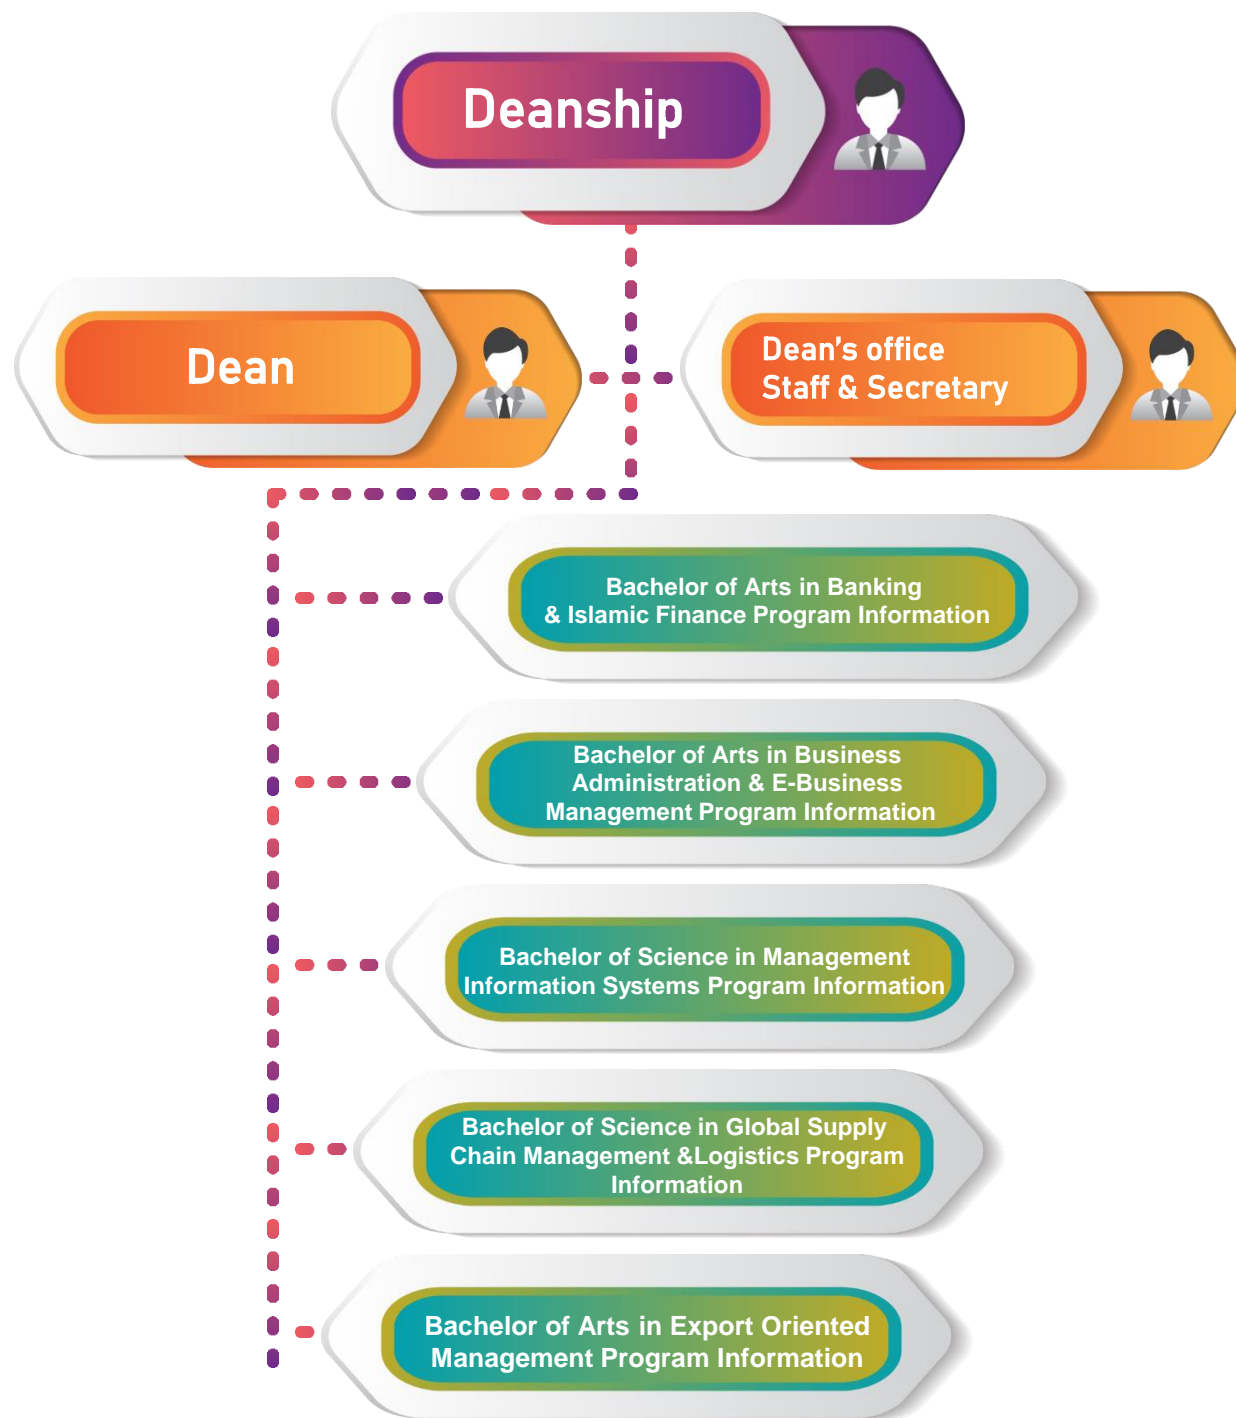 Deanship
Dean
Dean's office
Staff & Secretary
Bachelor of Arts in Banking
& Islamic Finance Program Information
Bachelor of Arts in Business
Administration & E-Business
Management Program Information
Bachelor of Science in Management
Information Systems Program Information
Bachelor of Science in Global Supply
Chain Management &Logistics Program
Information
Bachelor of Arts in Export Oriented
Management Program Information